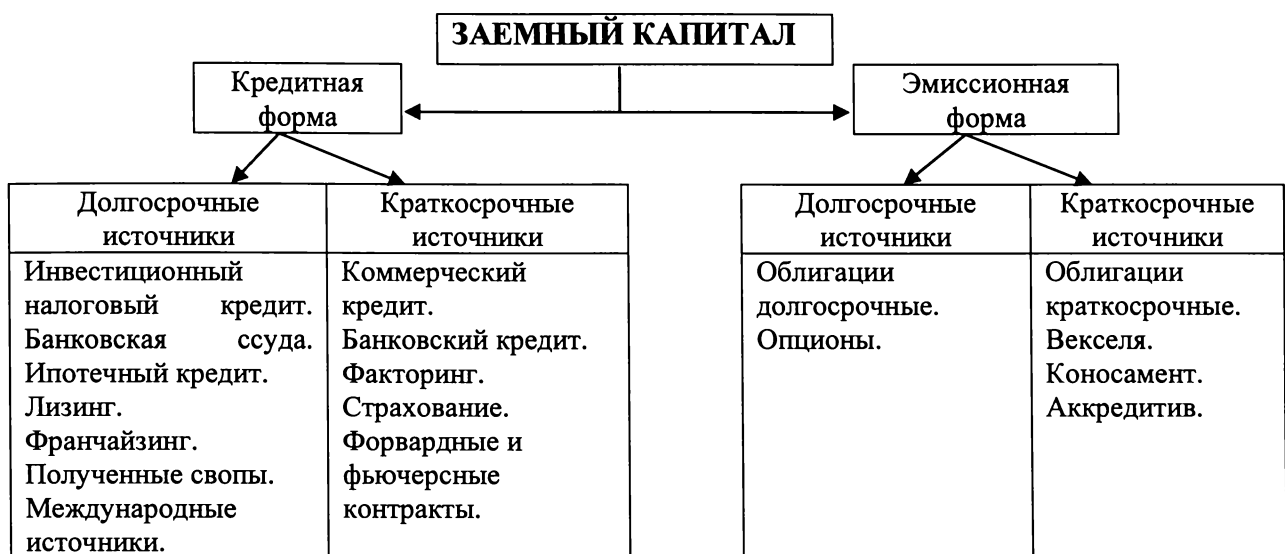 ЗАЕМНЫЙ КАПИТАЛ
Кредитная
форма
Эмиссионная
форма
Долгосрочные
источники
Инвестиционный
налоговый кредит.
Банковская ссуда.
Ипотечный кредит.
Лизинг.
Франчайзинг.
Полученные свопы.
Международные
источники.
Краткосрочные
источники
Коммерческий
кредит.
Банковский кредит.
Факторинг.
Страхование.
Форвардные и
фьючерсные
контракты.
Долгосрочные
источники
Облигации
долгосрочные.
Опционы.
Краткосрочные
источники
Облигации
краткосрочные.
Векселя.
Коносамент.
Аккредитив.